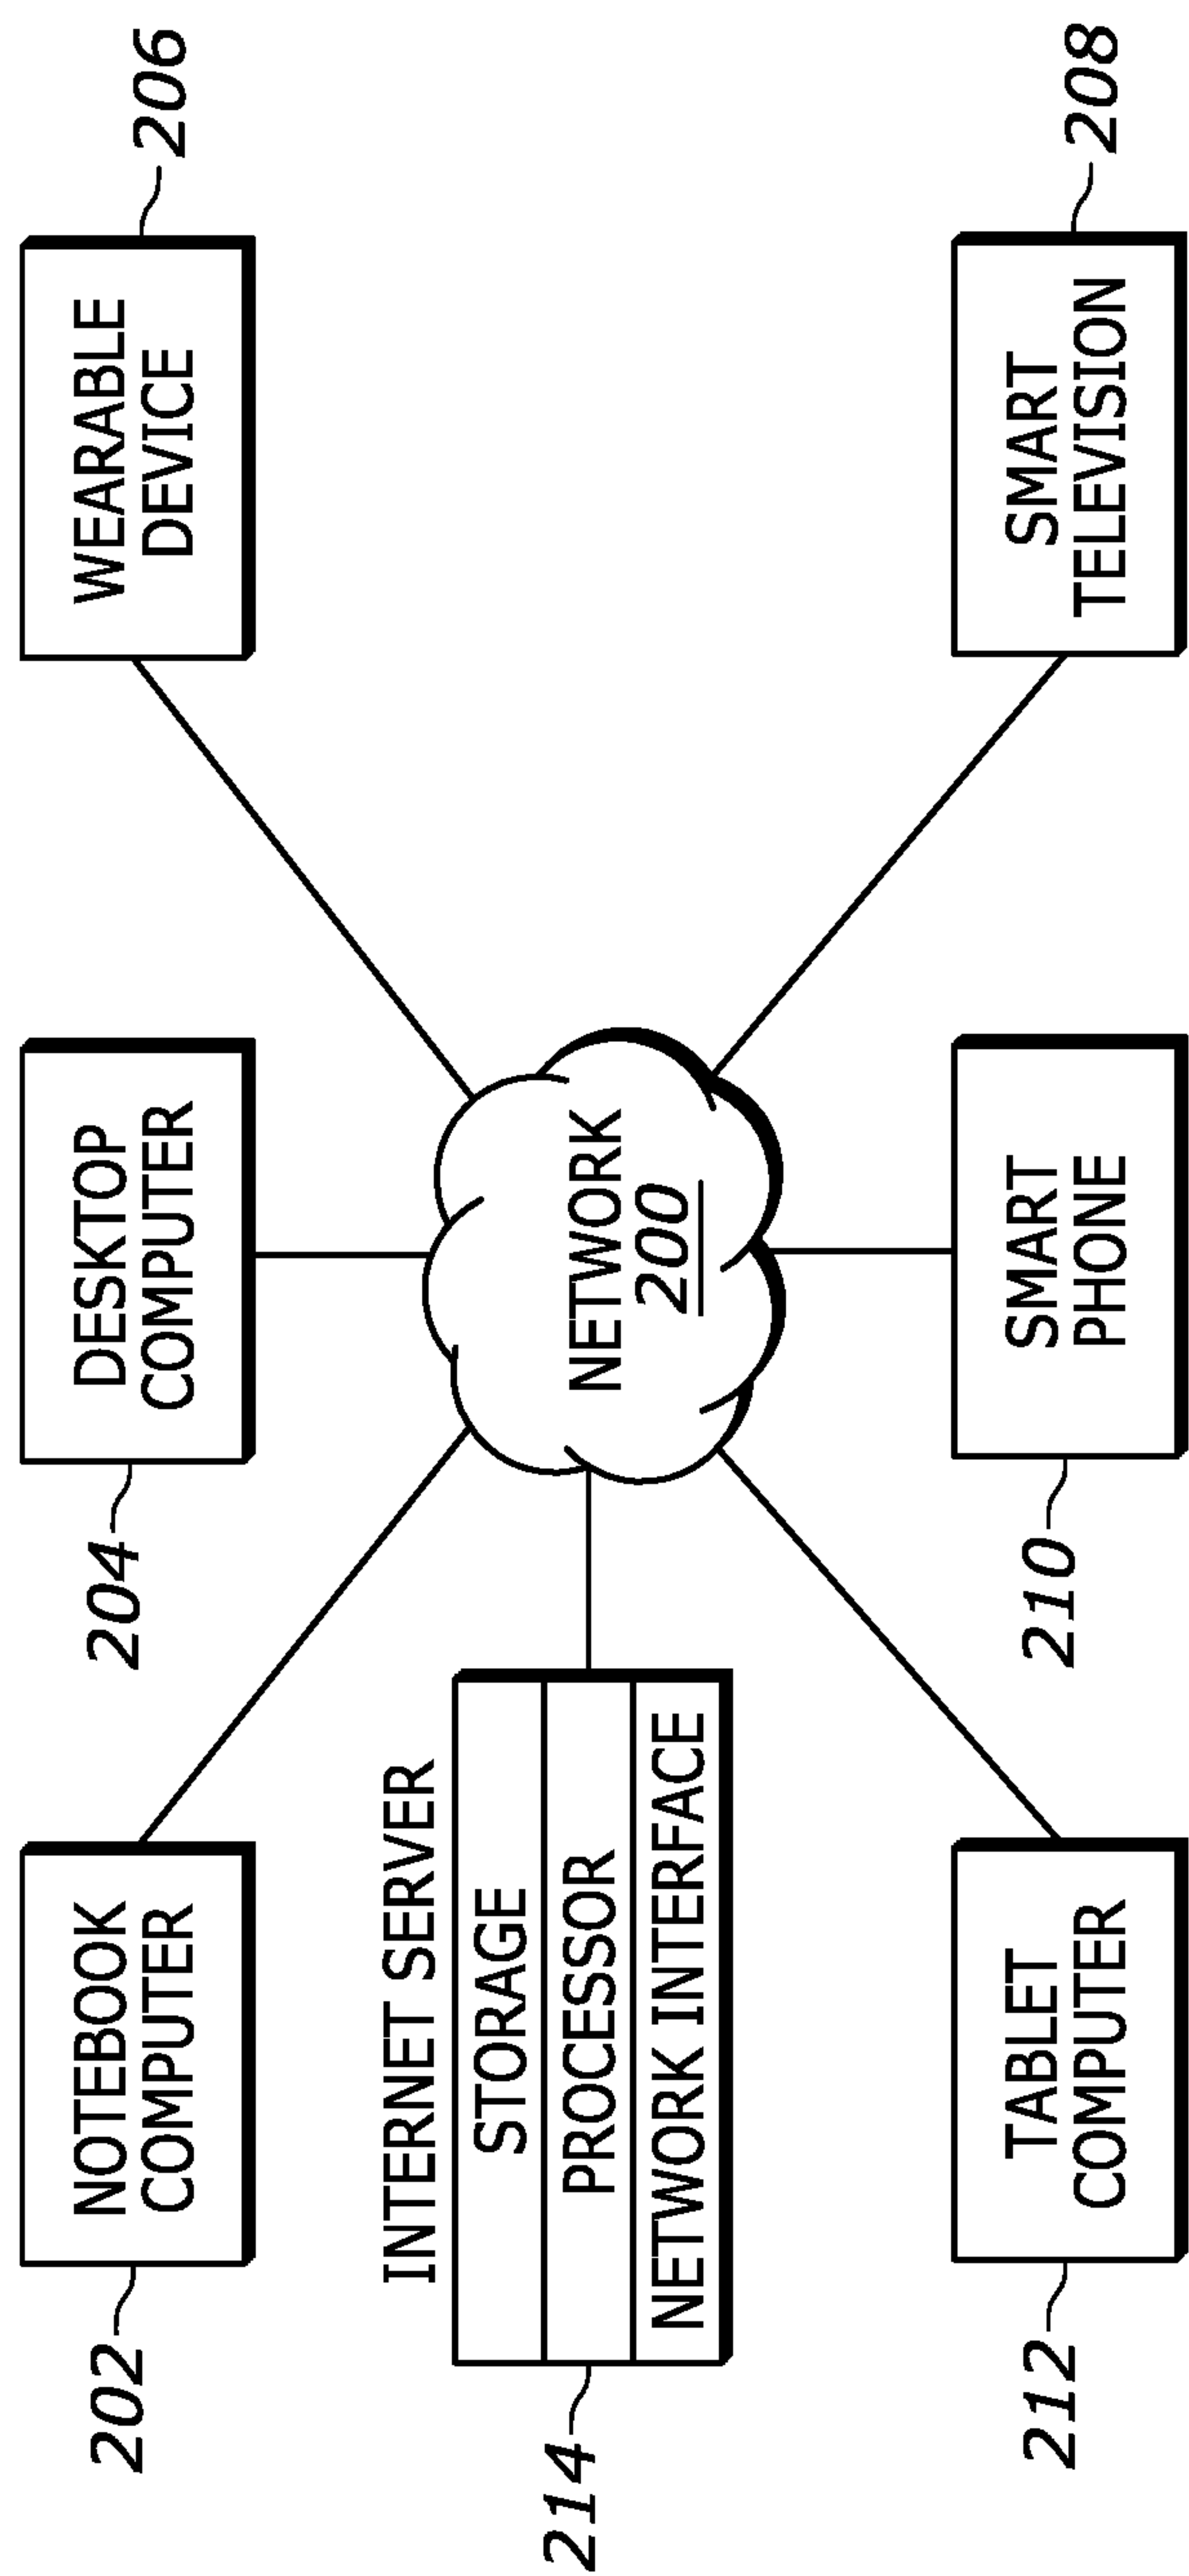 202
NOTEBOOK
COMPUTER
204
DESKTOP
COMPUTER
WEARABLE
DEVICE
206
INTERNET SERVER
214
STORAGE
PROCESSOR
NETWORK INTERFACE
NETWORK
200
212
TABLET
COMPUTER
210
SMART
PHONE
SMART
TELEVISION
208